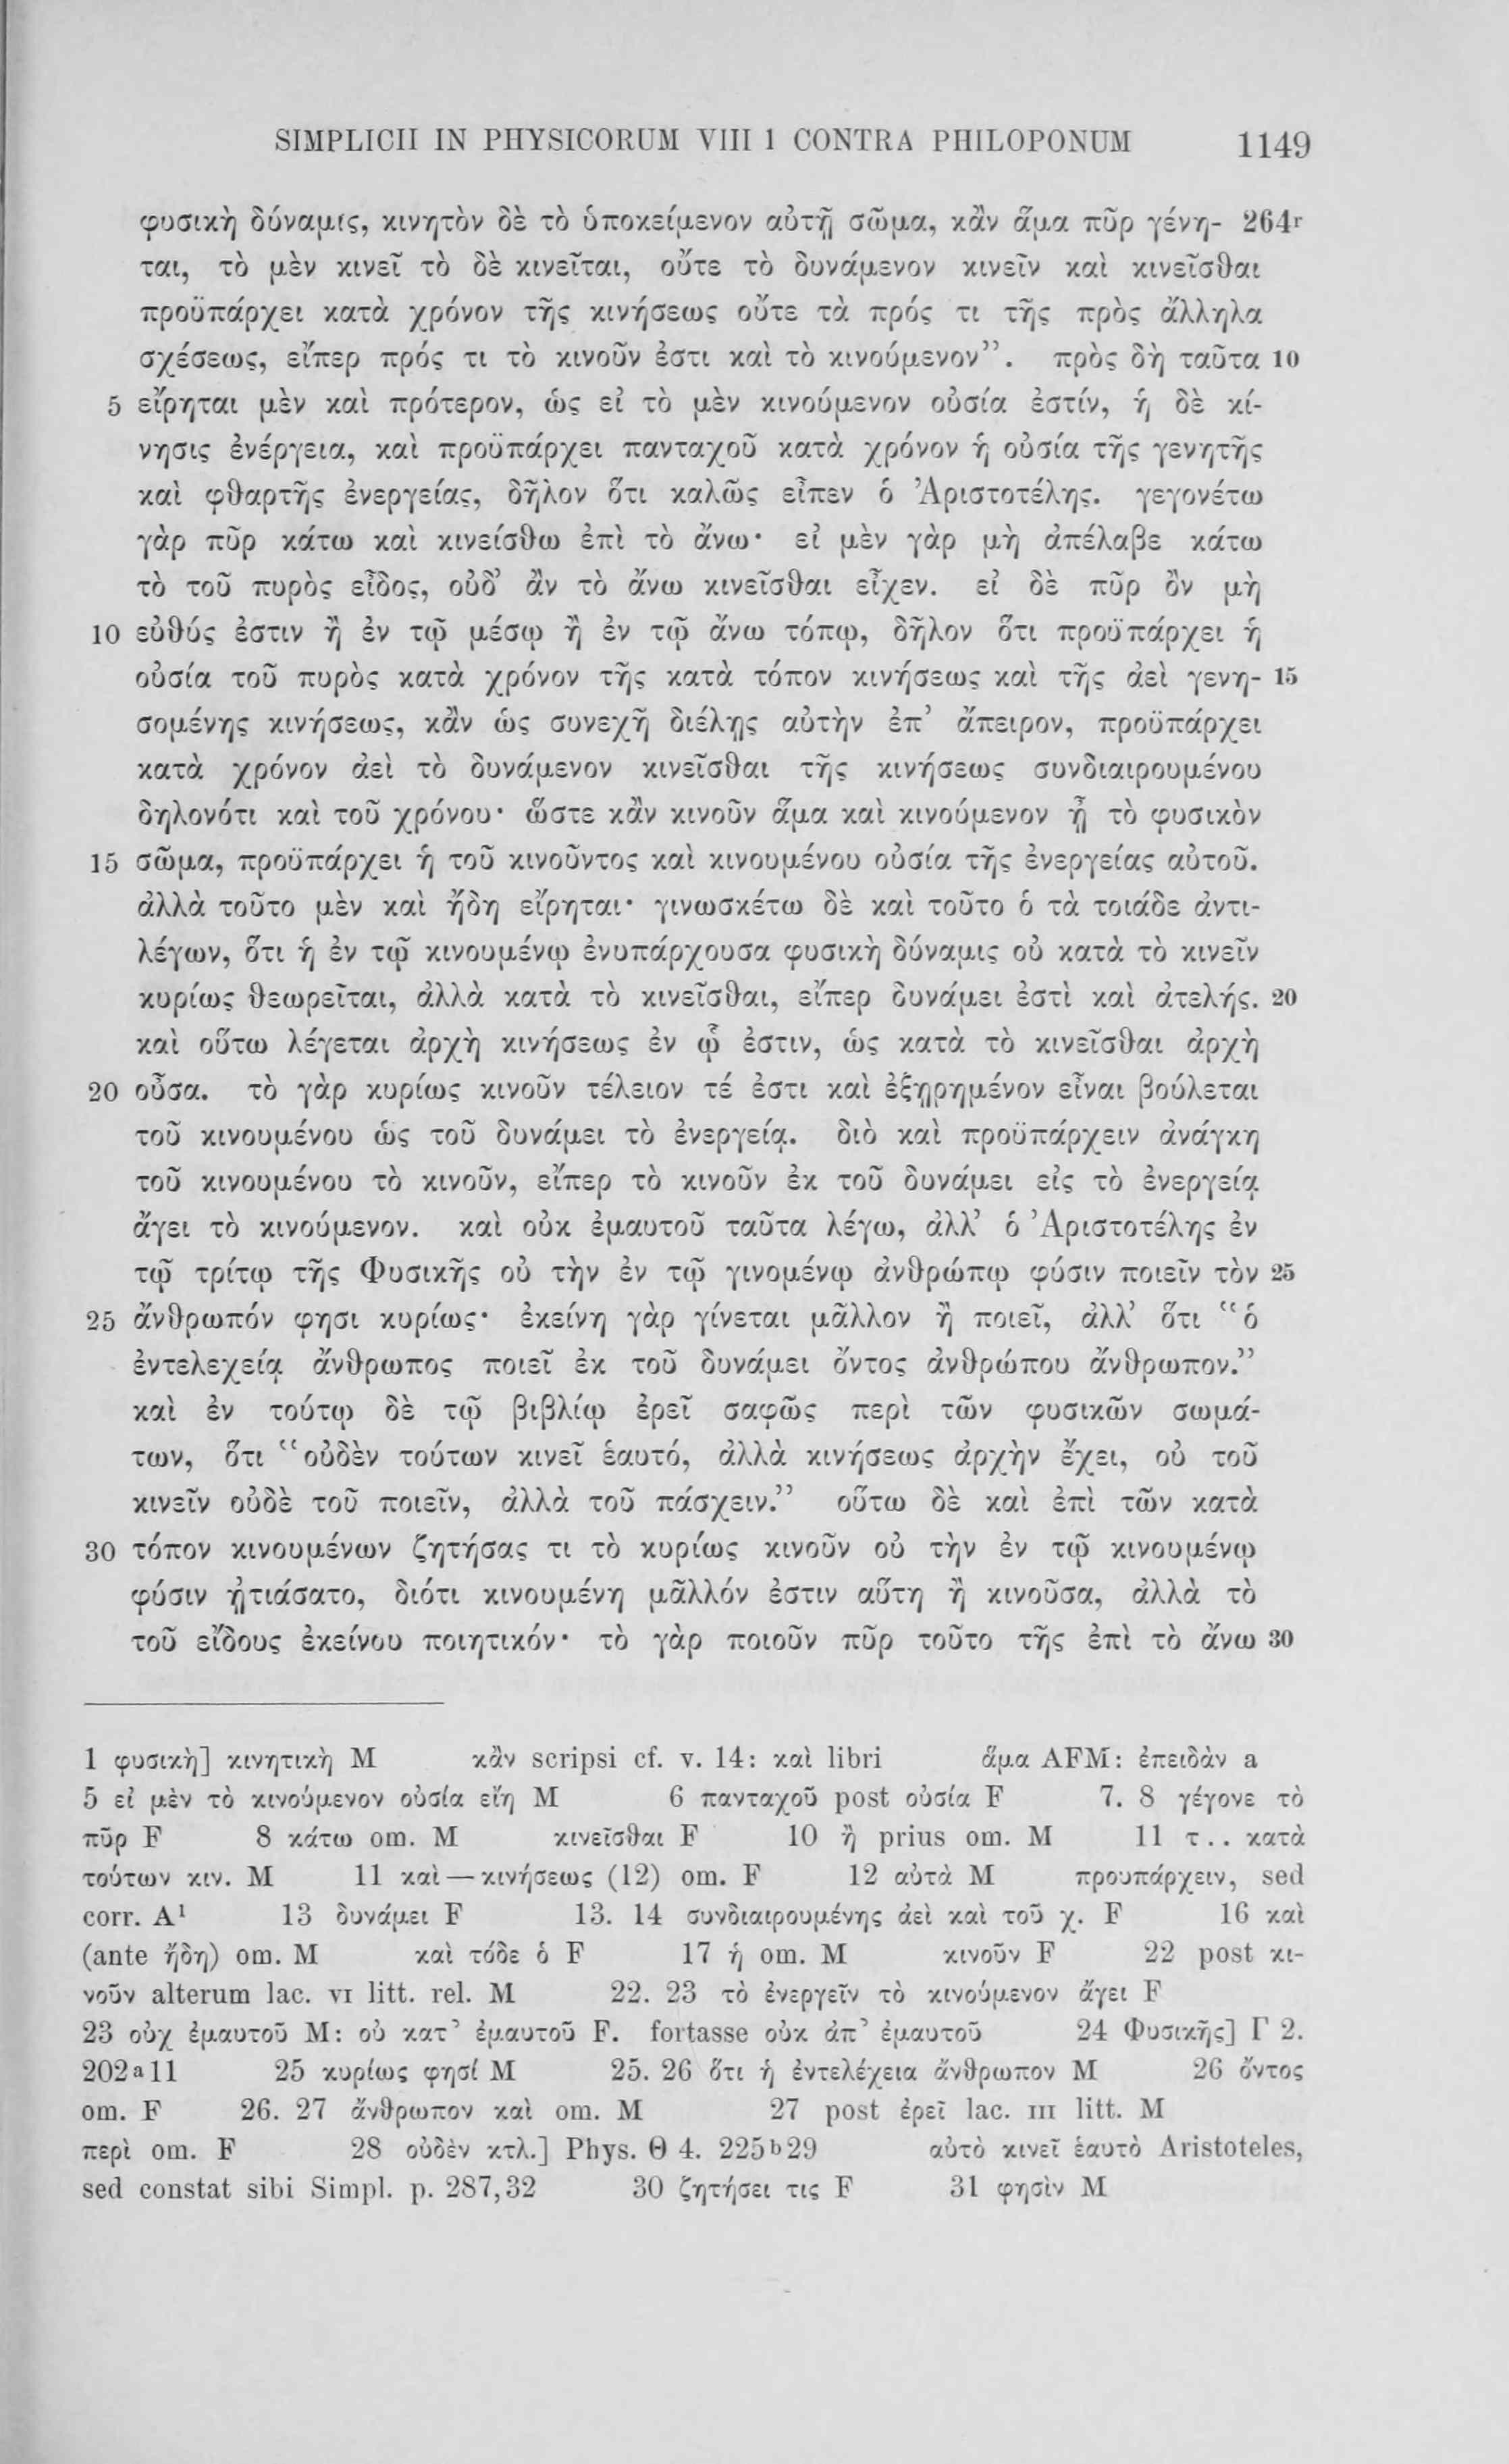 SIMPLICII IN PHYSICORUM VIII 1 CONTRA PHILOPONUM 1149
φυσικὴ δύναμις, κινητὸν δὲ τὸ ὑποκείμενον αὐτῇ σῶμα, κἂν ἅμα πῦρ γένη- 264r
ται, τὸ μὲν κινεῖ τὸ δὲ κινεῖται, οὔτε τὸ δυνάμενον κινεῖν καὶ κινεῖσθαι
προϋπάρχει κατὰ χρόνον τῆς κινήσεως οὔτε τὰ πρός τι τῆς πρὸς ἄλληλα
σχέσεως, εἴπερ πρός τι τὸ κινοῦν ἐστι καὶ τὸ κινούμενον”. πρὸς δὴ ταῦτα 10
5 εἴρηται μὲν καὶ πρότερον, ὡς εἰ τὸ μὲν κινούμενον οὐσία ἐστίν, ἡ δὲ κί-
νησις ἐνέργεια, καὶ προϋπάρχει πανταχοῦ κατὰ χρόνον ἡ οὐσία τῆς γενητῆς
καὶ φθαρτῆς ἐνεργείας, δῆλον ὅτι καλῶς εἶπεν ὁ Ἀριστοτέλης. γεγονέτω
γὰρ πῦρ κάτω καὶ κινείσθω ἐπὶ τὸ ἄνω· εἰ μὲν γὰρ μὴ ἀπέλαβε κάτω
τὸ τοῦ πυρὸς εἶδος, οὐδ’ ἂν τὸ ἄνω κινεῖσθαι εἶχεν. εἰ δὲ πῦρ ὂν μὴ
10 εὐθύς ἐστιν ἢ ἐν τῷ μέσῳ ἢ ἐν τῷ ἄνω τόπῳ, δῆλον ὅτι προϋπάρχει ἡ
οὐσία τοῦ πυρὸς κατὰ χρόνον τῆς κατὰ τόπον κινήσεως καὶ τῆς ἀεὶ γενη- 15
σομένης κινήσεως, κἂν ὡς συνεχῆ διέλῃς αὐτὴν ἐπ’ ἄπειρον, προϋπάρχει
κατὰ χρόνον ἀεὶ τὸ δυνάμενον κινεῖσθαι τῆς κινήσεως συνδιαιρουμένου
δηλονότι καὶ τοῦ χρόνου· ὥστε κἂν κινοῦν ἅμα καὶ κινούμενον ᾖ τὸ φυσικὸν
15 σῶμα, προϋπάρχει ἡ τοῦ κινοῦντος καὶ κινουμένου οὐσία τῆς ἐνεργείας αὐτοῦ.
ἀλλὰ τοῦτο μὲν καὶ ἤδη εἴρηται· γινωσκέτω δὲ καὶ τοῦτο ὁ τὰ τοιάδε ἀντι-
λέγων, ὅτι ἡ ἐν τῷ κινουμένῳ ἐνυπάρχουσα φυσικὴ δύναμις οὐ κατὰ τὸ κινεῖν
κυρίως θεωρεῖται, ἀλλὰ κατὰ τὸ κινεῖσθαι, εἴπερ δυνάμει ἐστὶ καὶ ἀτελής. 20
καὶ οὕτω λέγεται ἀρχὴ κινήσεως ἐν ᾧ ἐστιν, ὡς κατὰ τὸ κινεῖσθαι ἀρχὴ
20 οὖσα. τὸ γὰρ κυρίως κινοῦν τέλειον τέ ἐστι καὶ ἐξῃρημένον εἶναι βούλεται
τοῦ κινουμένου ὡς τοῦ δυνάμει τὸ ἐνεργείᾳ. διὸ καὶ προϋπάρχειν ἀνάγκη
τοῦ κινουμένου τὸ κινοῦν, εἴπερ τὸ κινοῦν ἐκ τοῦ δυνάμει εἰς τὸ ἐνεργείᾳ
ἄγει τὸ κινούμενον. καὶ οὐκ ἐμαυτοῦ ταῦτα λέγω, ἀλλ’ ὁ Ἀριστοτέλης ἐν
τῷ τρίτῳ τῆς Φυσικῆς οὐ τὴν ἐν τῷ γινομένῳ ἀνθρώπῳ φύσιν ποιεῖν τὸν 25
25 ἄνθρωπόν φησι κυρίως· ἐκείνη γὰρ γίνεται μᾶλλον ἢ ποιεῖ, ἀλλ’ ὅτι “ὁ
ἐντελεχείᾳ ἄνθρωπος ποιεῖ ἐκ τοῦ δυνάμει ὄντος ἀνθρώπου ἄνθρωπον.”
καὶ ἐν τούτῳ δὲ τῷ βιβλίῳ ἐρεῖ σαφῶς περὶ τῶν φυσικῶν σωμά-
των, ὅτι “οὐδὲν τούτων κινεῖ ἑαυτό, ἀλλὰ κινήσεως ἀρχὴν ἔχει, οὐ τοῦ
κινεῖν οὐδὲ τοῦ ποιεῖν, ἀλλὰ τοῦ πάσχειν.” οὕτω δὲ καὶ ἐπὶ τῶν κατὰ
30 τόπον κινουμένων ζητήσας τι τὸ κυρίως κινοῦν οὐ τὴν ἐν τῷ κινουμένῳ
φύσιν ᾐτιάσατο, διότι κινουμένη μᾶλλόν ἐστιν αὕτη ἢ κινοῦσα, ἀλλὰ τὸ
τοῦ εἴδους ἐκείνου ποιητικόν· τὸ γὰρ ποιοῦν πῦρ τοῦτο τῆς ἐπὶ τὸ ἄνω 30
1 φυσικὴ] κινητικὴ M κἂν scripsi cf. v. 14: καὶ libri ἅμα AFM: ἐπειδὰν a
5 εἰ μὲν τὸ κινούμενον οὐσία εἴη M 6 πανταχοῦ post οὐσία F 7. 8 γέγονε τὸ
πῦρ F 8 κάτω om. M κινεῖσθαι F 10 ἢ prius om. M 11 τ.. κατὰ
τούτων κιν. M 11 καὶ — κινήσεως (12) om. F 12 αὐτὰ M προυπάρχειν, sed
corr. A¹ 13 δυνάμει F 13. 14 συνδιαιρουμένης ἀεὶ καὶ τοῦ χ. F 16 καὶ
(ante ἤδη) om. M καὶ τόδε ὁ F 17 ἡ om. M κινοῦν F 22 post κι-
νοῦν alterum lac. VI litt. rel. M 22. 23 τὸ ἐνεργεῖν τὸ κινούμενον ἄγει F
23 οὐχ ἐμαυτοῦ M: οὐ κατ’ ἐμαυτοῦ F. fortasse οὐκ ἀπ’ ἐμαυτοῦ 24 Φυσικῆς] Γ 2.
202a11 25 κυρίως φησί M 25. 26 ὅτι ἡ ἐντελέχεια ἄνθρωπον M 26 ὄντος
om. F 26. 27 ἄνθρωπον καὶ om. M 27 post ἐρεῖ lac. III litt. M
περὶ om. F 28 οὐδὲν κτλ.] Phys. Θ 4. 225b29 αὐτὸ κινεῖ ἑαυτὸ Aristoteles,
sed constat sibi Simpl. p. 287,32 30 ζητήσει τις F 31 φησὶν M